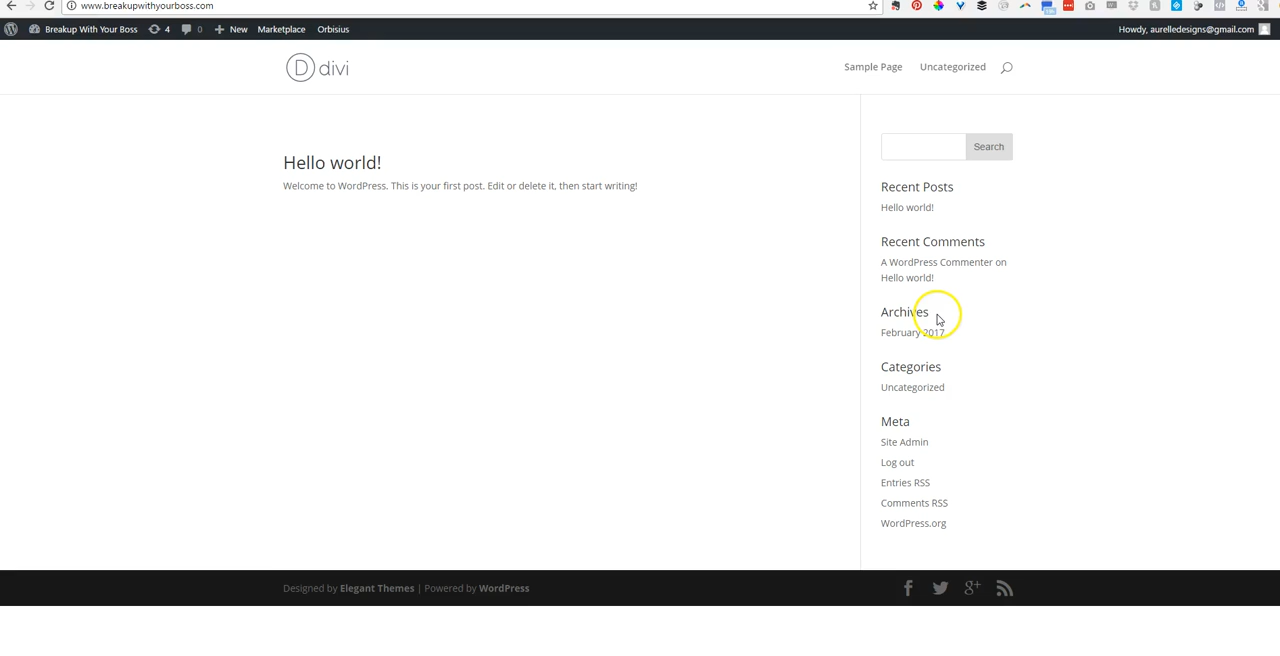 www.breakupwithyourboss.com
Breakup With Your Boss 4 0 New Marketplace Orbisius Howdy, aurelledesigns@gmail.com
D divi Sample Page Uncategorized
Search
Hello world!
Welcome to WordPress. This is your first post. Edit or delete it, then start writing!
Recent Posts
Hello world!
Recent Comments
A WordPress Commenter on
Hello world!
Archives
February 2017
Categories
Uncategorized
Meta
Site Admin
Log out
Entries RSS
Comments RSS
WordPress.org
Designed by Elegant Themes | Powered by WordPress